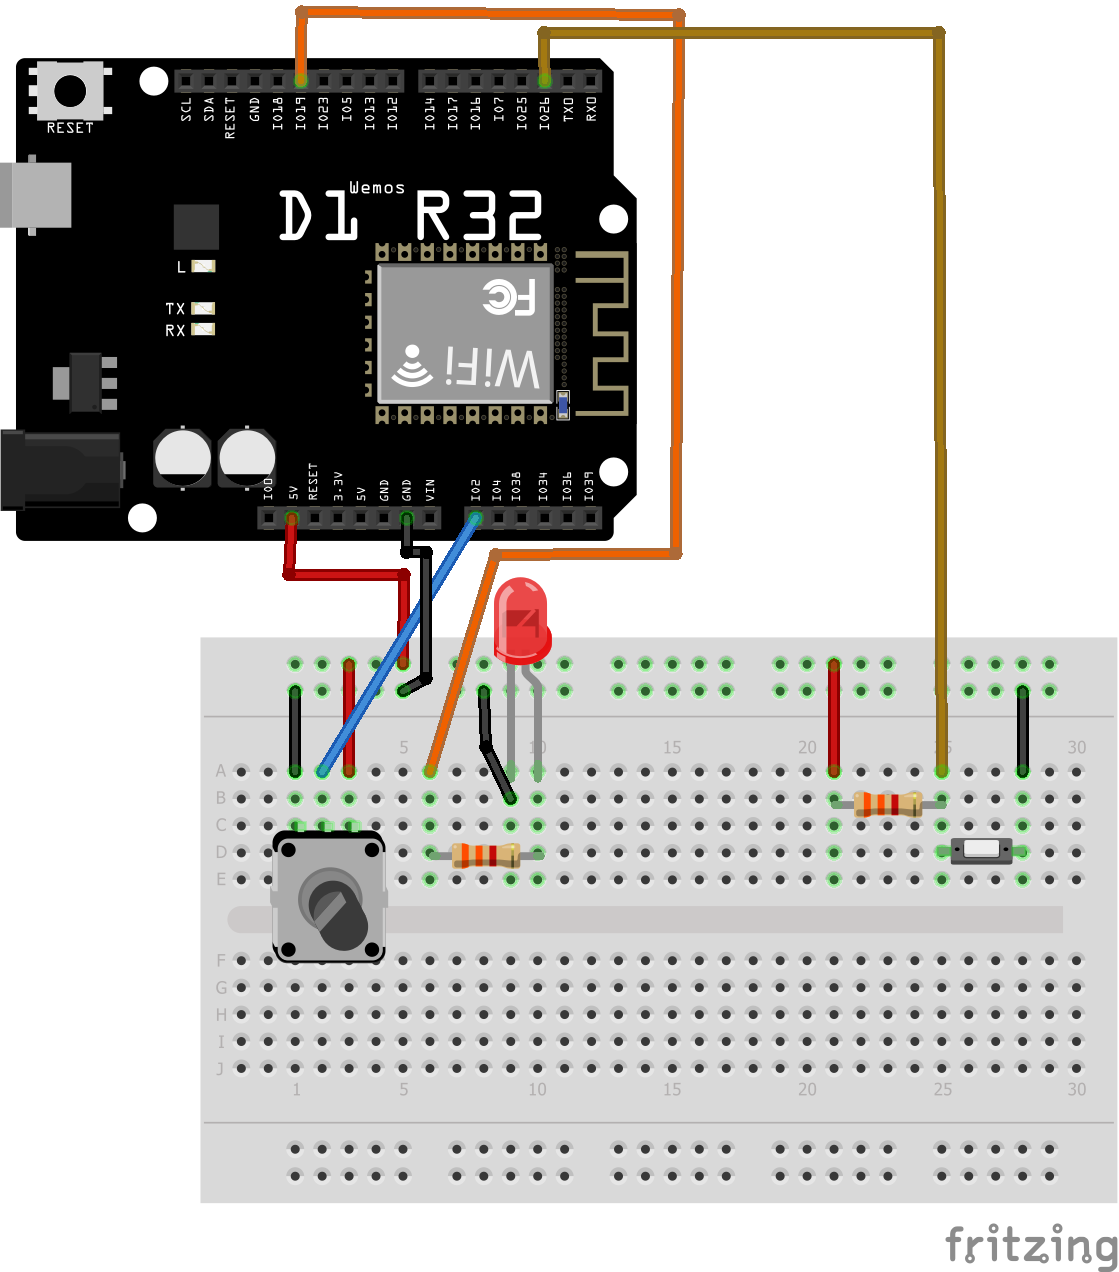 RESET
SCL SDA RESET GND IO18 IO19 IO23 IO5 IO13 IO12 IO14 IO17 IO16 IO7 IO25 IO26 TXO RXO
Wemos
D1 R32
L
TX
RX
FC
WiFi
IO0 5V RESET 3.3V 5V GND GND VIN IO2 IO4 IO38 IO34 IO36 IO39
5 10 15 20 25 30
A
B
C
D
E
F
G
H
I
J
1 5 10 15 20 25 30
fritzing